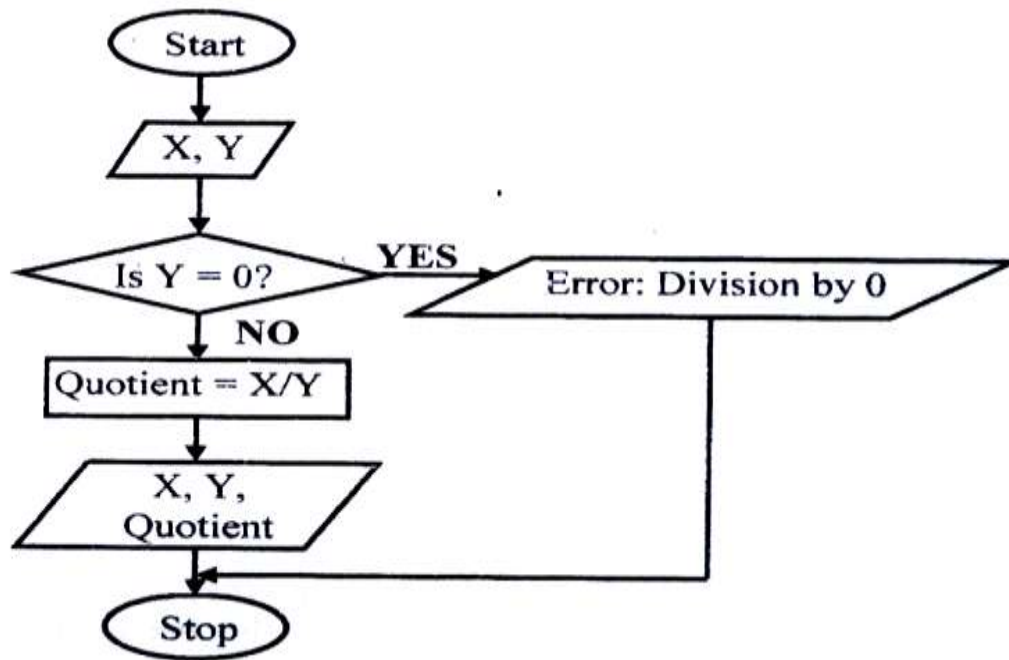 Start
X, Y
Is Y = 0?
YES
Error: Division by 0
NO
Quotient = X/Y
X, Y,
Quotient
Stop